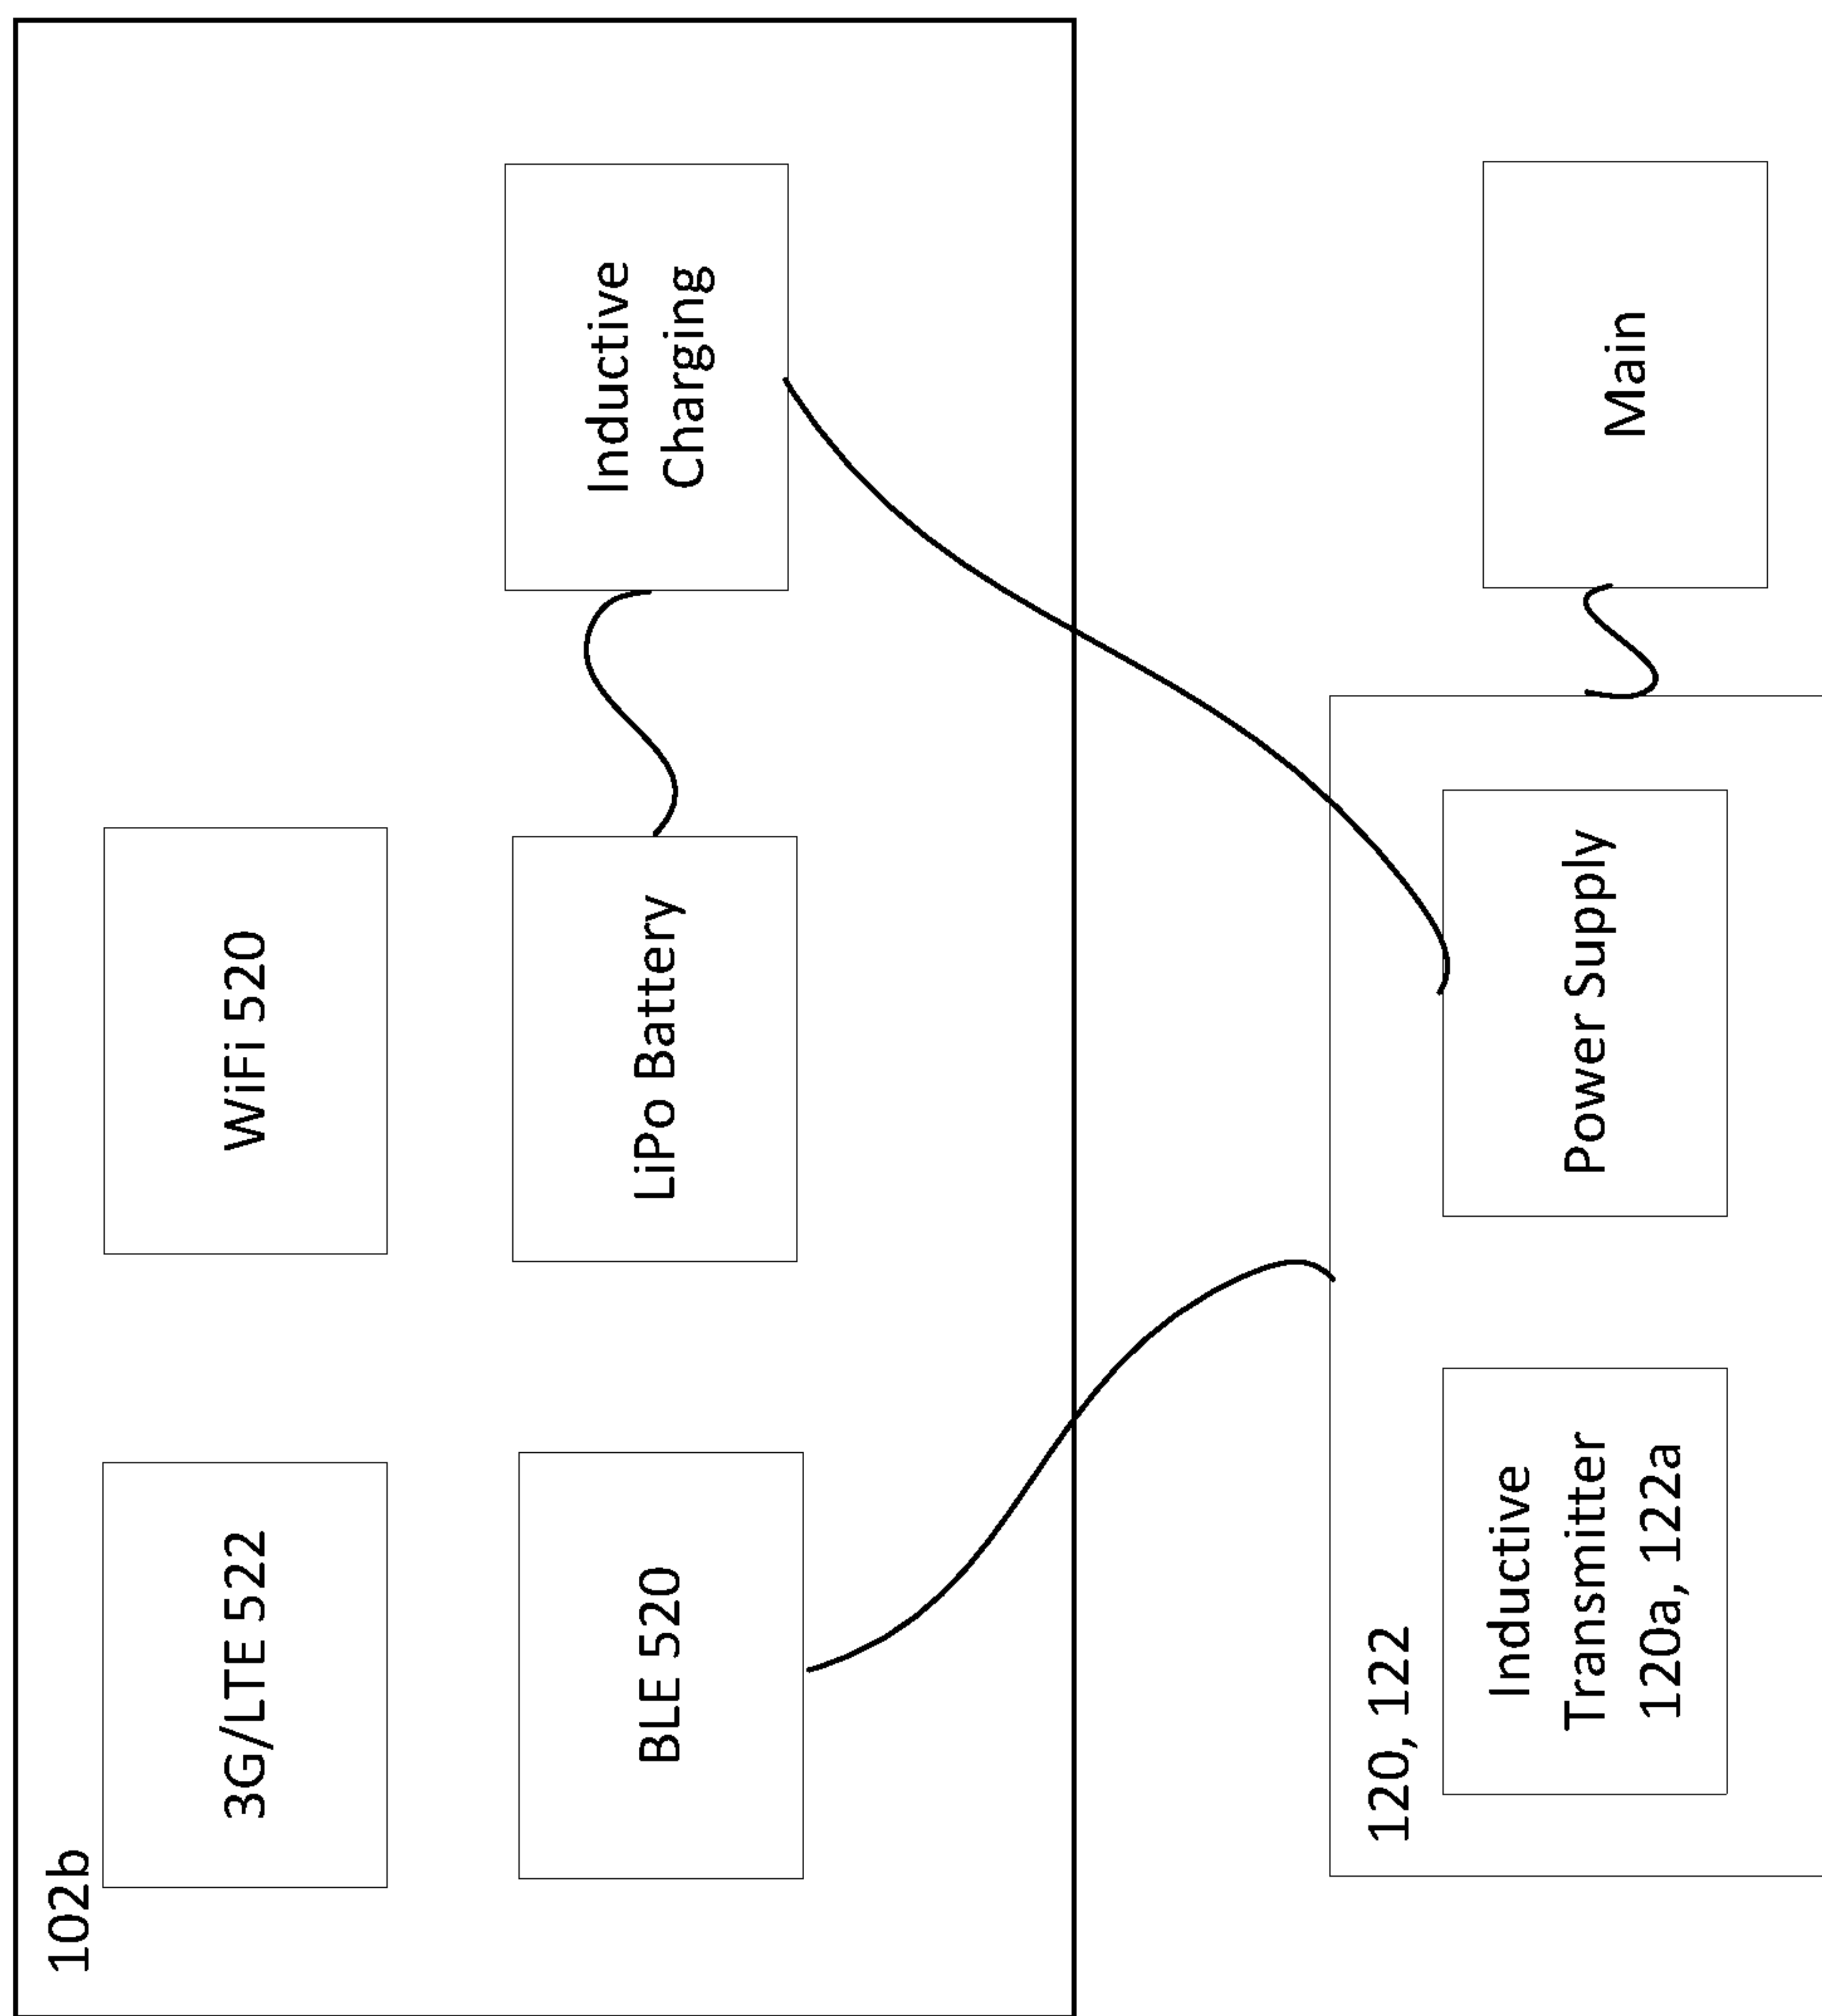 102b
3G/LTE 522
WiFi 520
BLE 520
LiPo Battery
Inductive
Charging
120, 122
Inductive
Transmitter
120a, 122a
Power Supply
Main